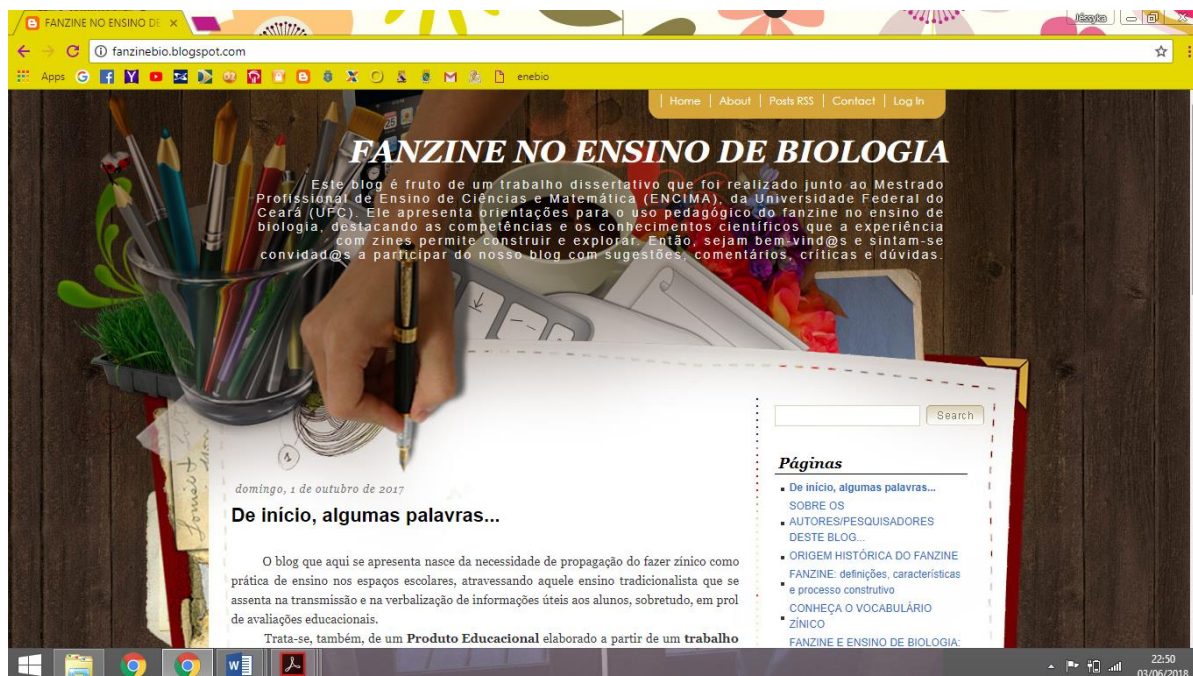 FANZINE NO ENSINO DE
Jéssyka
fanzinebio.blogspot.com
Apps
enebio
Home | About | Posts RSS | Contact | Log In
FANZINE NO ENSINO DE BIOLOGIA
Este blog é fruto de um trabalho dissertativo que foi realizado junto ao Mestrado
Profissional de Ensino de Ciências e Matemática (ENCIMA), da Universidade Federal do
Ceará (UFC). Ele apresenta orientações para o uso pedagógico do fanzine no ensino de
biologia, destacando as competências e os conhecimentos científicos que a experiência
com zines permite construir e explorar. Então, sejam bem-vind@s e sintam-se
convidad@s a participar do nosso blog com sugestões, comentários, críticas e dúvidas.
Search
domingo, 1 de outubro de 2017
De início, algumas palavras...
O blog que aqui se apresenta nasce da necessidade de propagação do fazer zínico como
prática de ensino nos espaços escolares, atravessando aquele ensino tradicionalista que se
assenta na transmissão e na verbalização de informações úteis aos alunos, sobretudo, em prol
de avaliações educacionais.
Trata-se, também, de um Produto Educacional elaborado a partir de um trabalho
Páginas
De início, algumas palavras...
SOBRE OS
AUTORES/PESQUISADORES
DESTE BLOG...
ORIGEM HISTÓRICA DO FANZINE
FANZINE: definições, características
e processo construtivo
CONHEÇA O VOCABULÁRIO
ZÍNICO
FANZINE E ENSINO DE BIOLOGIA:
22:50
03/06/2018